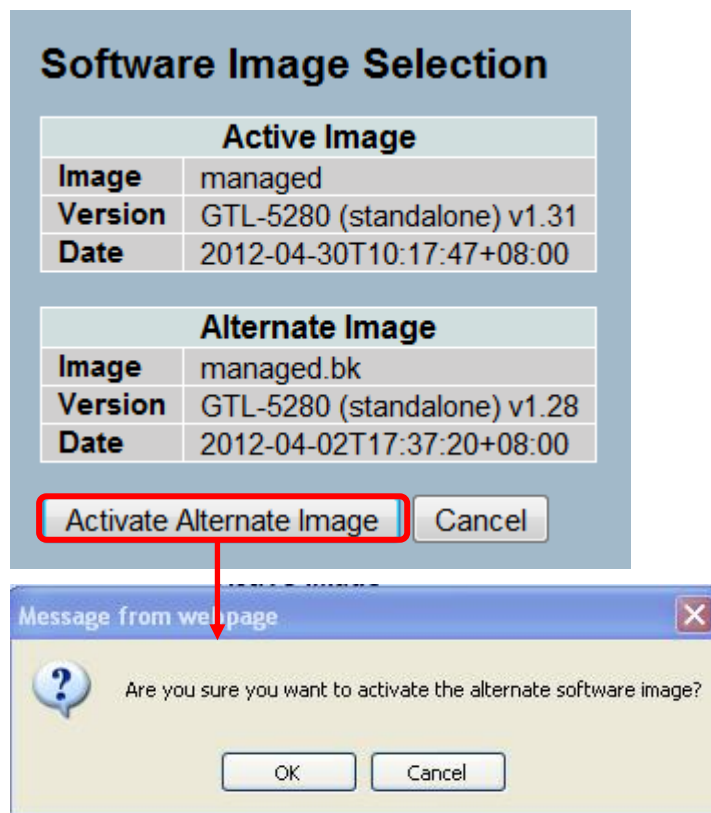 Software Image Selection
Active Image
Image managed
Version GTL-5280 (standalone) v1.31
Date 2012-04-30T10:17:47+08:00
Alternate Image
Image managed.bk
Version GTL-5280 (standalone) v1.28
Date 2012-04-02T17:37:20+08:00
Activate Alternate Image Cancel
Message from webpage
Are you sure you want to activate the alternate software image?
OK Cancel